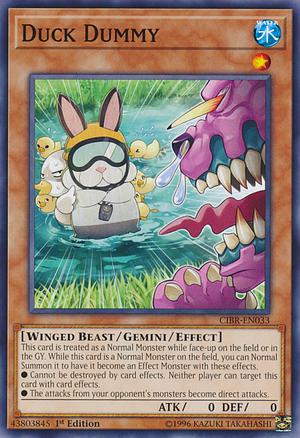 DUCK DUMMY
WATER
水
CIBR-EN033
[WINGED BEAST/GEMINI/EFFECT]
This card is treated as a Normal Monster while face-up on the field or in
the GY. While this card is a Normal Monster on the field, you can Normal
Summon it to have it become an Effect Monster with these effects.
● Cannot be destroyed by card effects. Neither player can target this
card with card effects.
● The attacks from your opponent's monsters become direct attacks.
ATK/ 0 DEF/ 0
43803845 1st Edition ©1996 KAZUKI TAKAHASHI